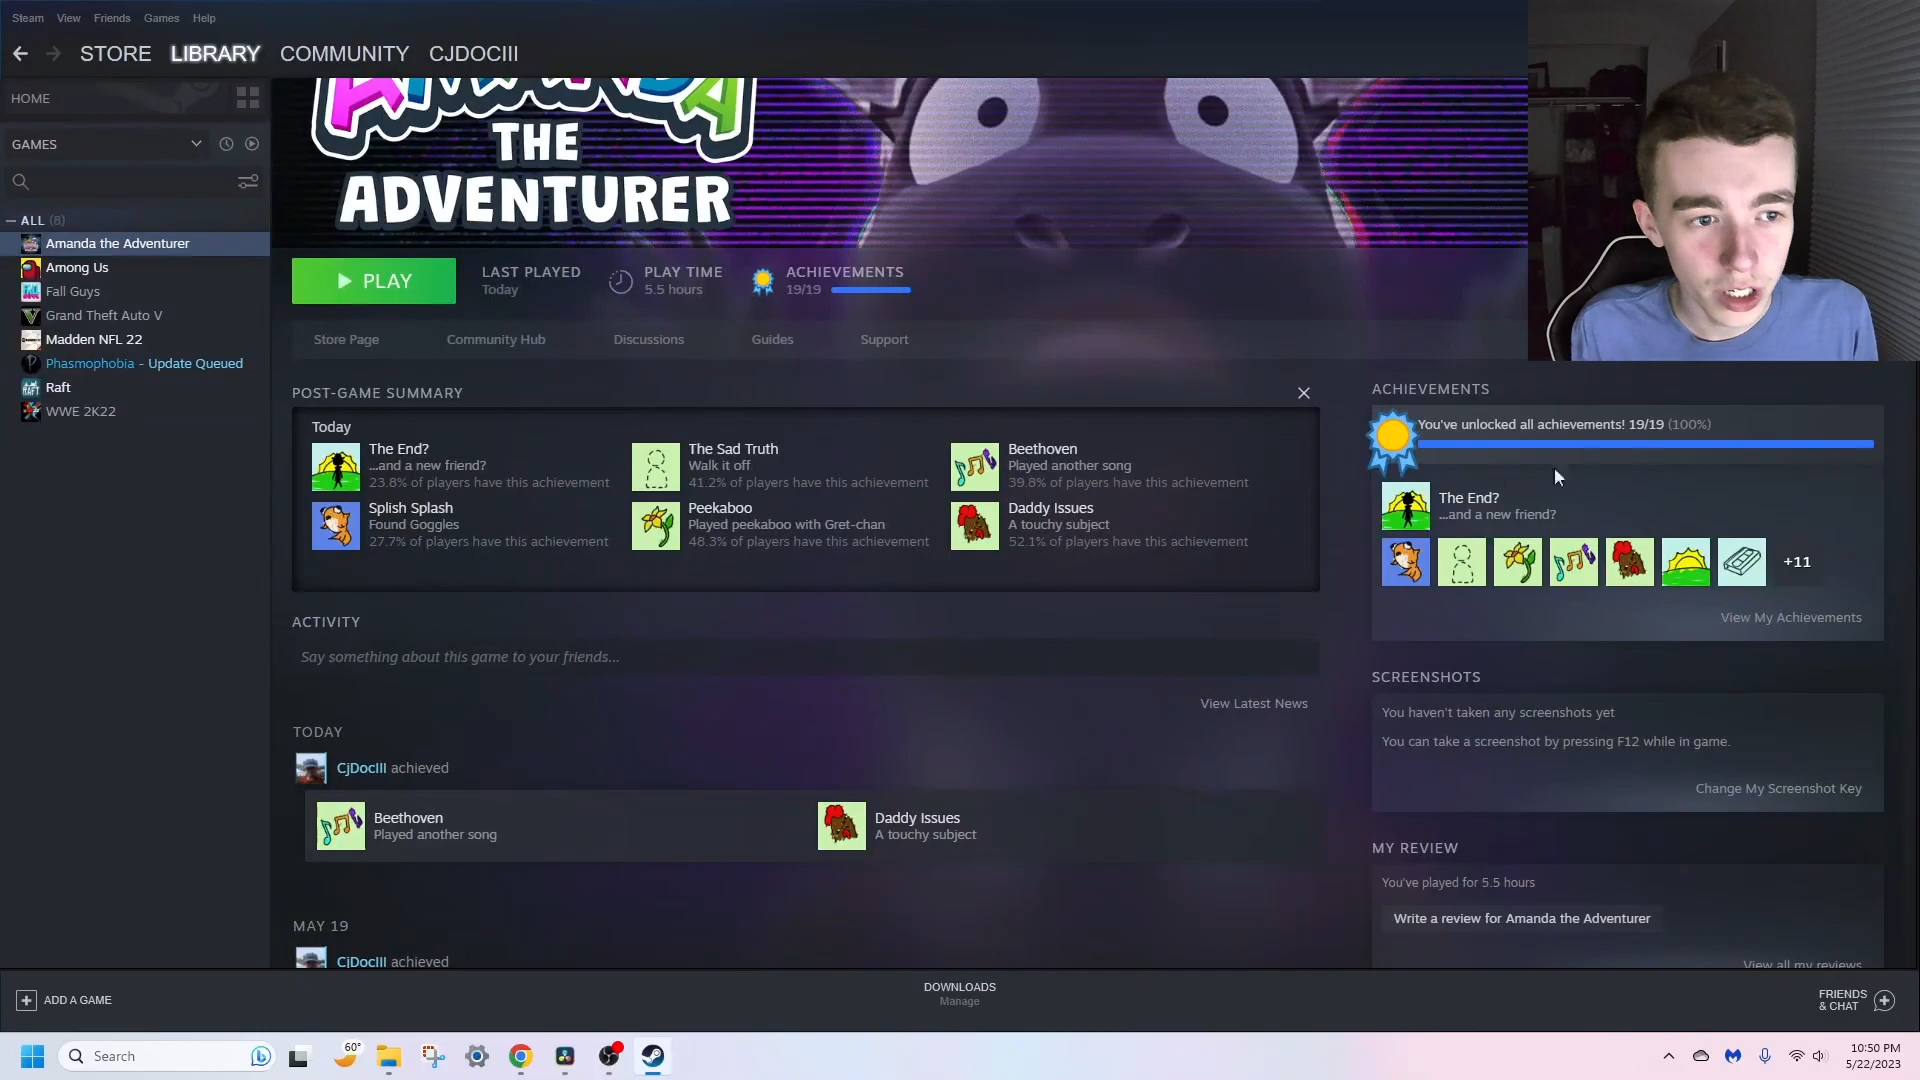 Steam View Friends Games Help
STORE LIBRARY COMMUNITY CJDOCIII
HOME
GAMES
ALL (8)
Amanda the Adventurer
Among Us
Fall Guys
Grand Theft Auto V
Madden NFL 22
Phasmophobia - Update Queued
Raft
WWE 2K22
AMANDA
THE
ADVENTURER
PLAY
LAST PLAYED
Today
PLAY TIME
5.5 hours
ACHIEVEMENTS
19/19
Store Page Community Hub Discussions Guides Support
POST-GAME SUMMARY
Today
The End?
...and a new friend?
23.8% of players have this achievement
The Sad Truth
Walk it off
41.2% of players have this achievement
Beethoven
Played another song
39.8% of players have this achievement
Splish Splash
Found Goggles
27.7% of players have this achievement
Peekaboo
Played peekaboo with Gret-chan
48.3% of players have this achievement
Daddy Issues
A touchy subject
52.1% of players have this achievement
ACTIVITY
Say something about this game to your friends...
View Latest News
TODAY
CjDocIII achieved
Beethoven
Played another song
Daddy Issues
A touchy subject
MAY 19
CjDocIII achieved
ACHIEVEMENTS
You've unlocked all achievements! 19/19 (100%)
The End?
...and a new friend?
+11
View My Achievements
SCREENSHOTS
You haven't taken any screenshots yet
You can take a screenshot by pressing F12 while in game.
Change My Screenshot Key
MY REVIEW
You've played for 5.5 hours
Write a review for Amanda the Adventurer
View all my reviews
ADD A GAME
DOWNLOADS
Manage
FRIENDS
& CHAT
Search
60°
10:50 PM
5/22/2023